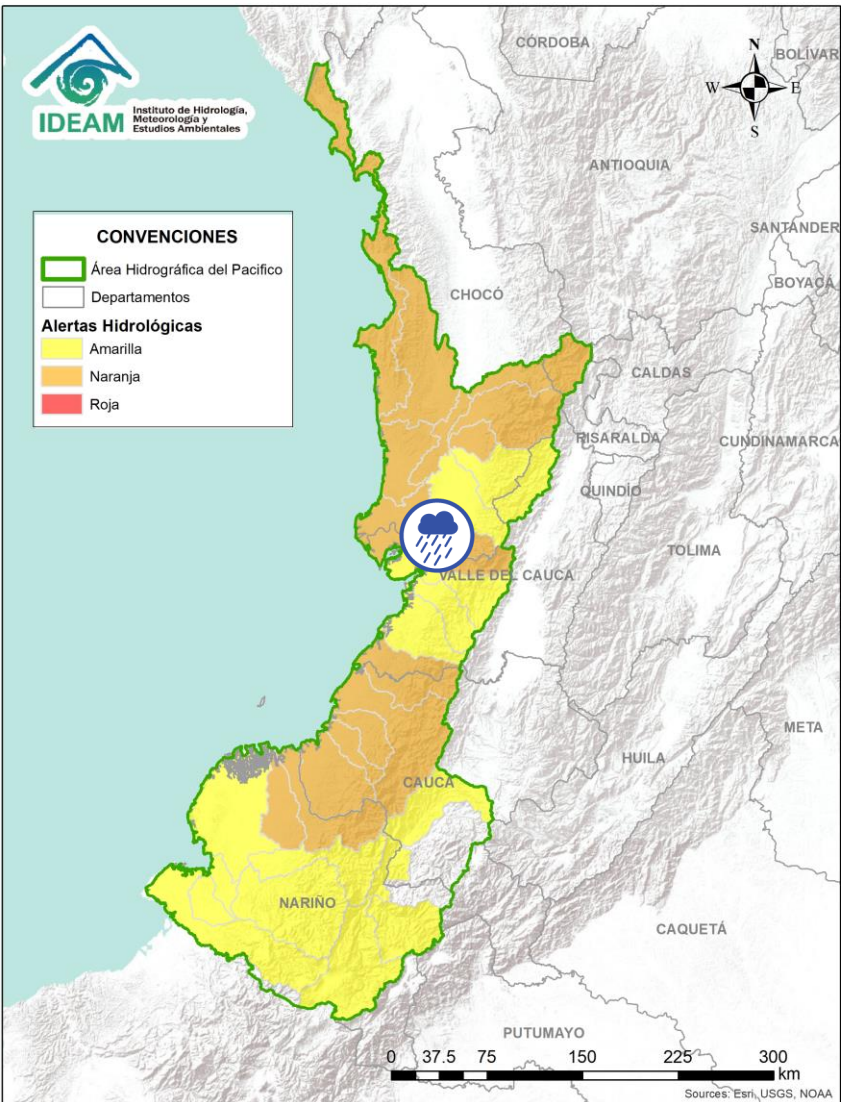 IDEAM
Instituto de Hidrología,
Meteorología y
Estudios Ambientales
N
W
E
S
CÓRDOBA
BOLÍVAR
ANTIOQUIA
SANTANDER
BOYACÁ
CHOCÓ
CALDAS
RISARALDA
CUNDINAMARCA
QUINDÍO
TOLIMA
VALLE DEL CAUCA
META
HUILA
CAUCA
NARIÑO
CAQUETÁ
PUTUMAYO
CONVENCIONES
Área Hidrográfica del Pacifico
Departamentos
Alertas Hidrológicas
Amarilla
Naranja
Roja
0 37.5 75 150 225 300
km
Sources: Esri, USGS, NOAA